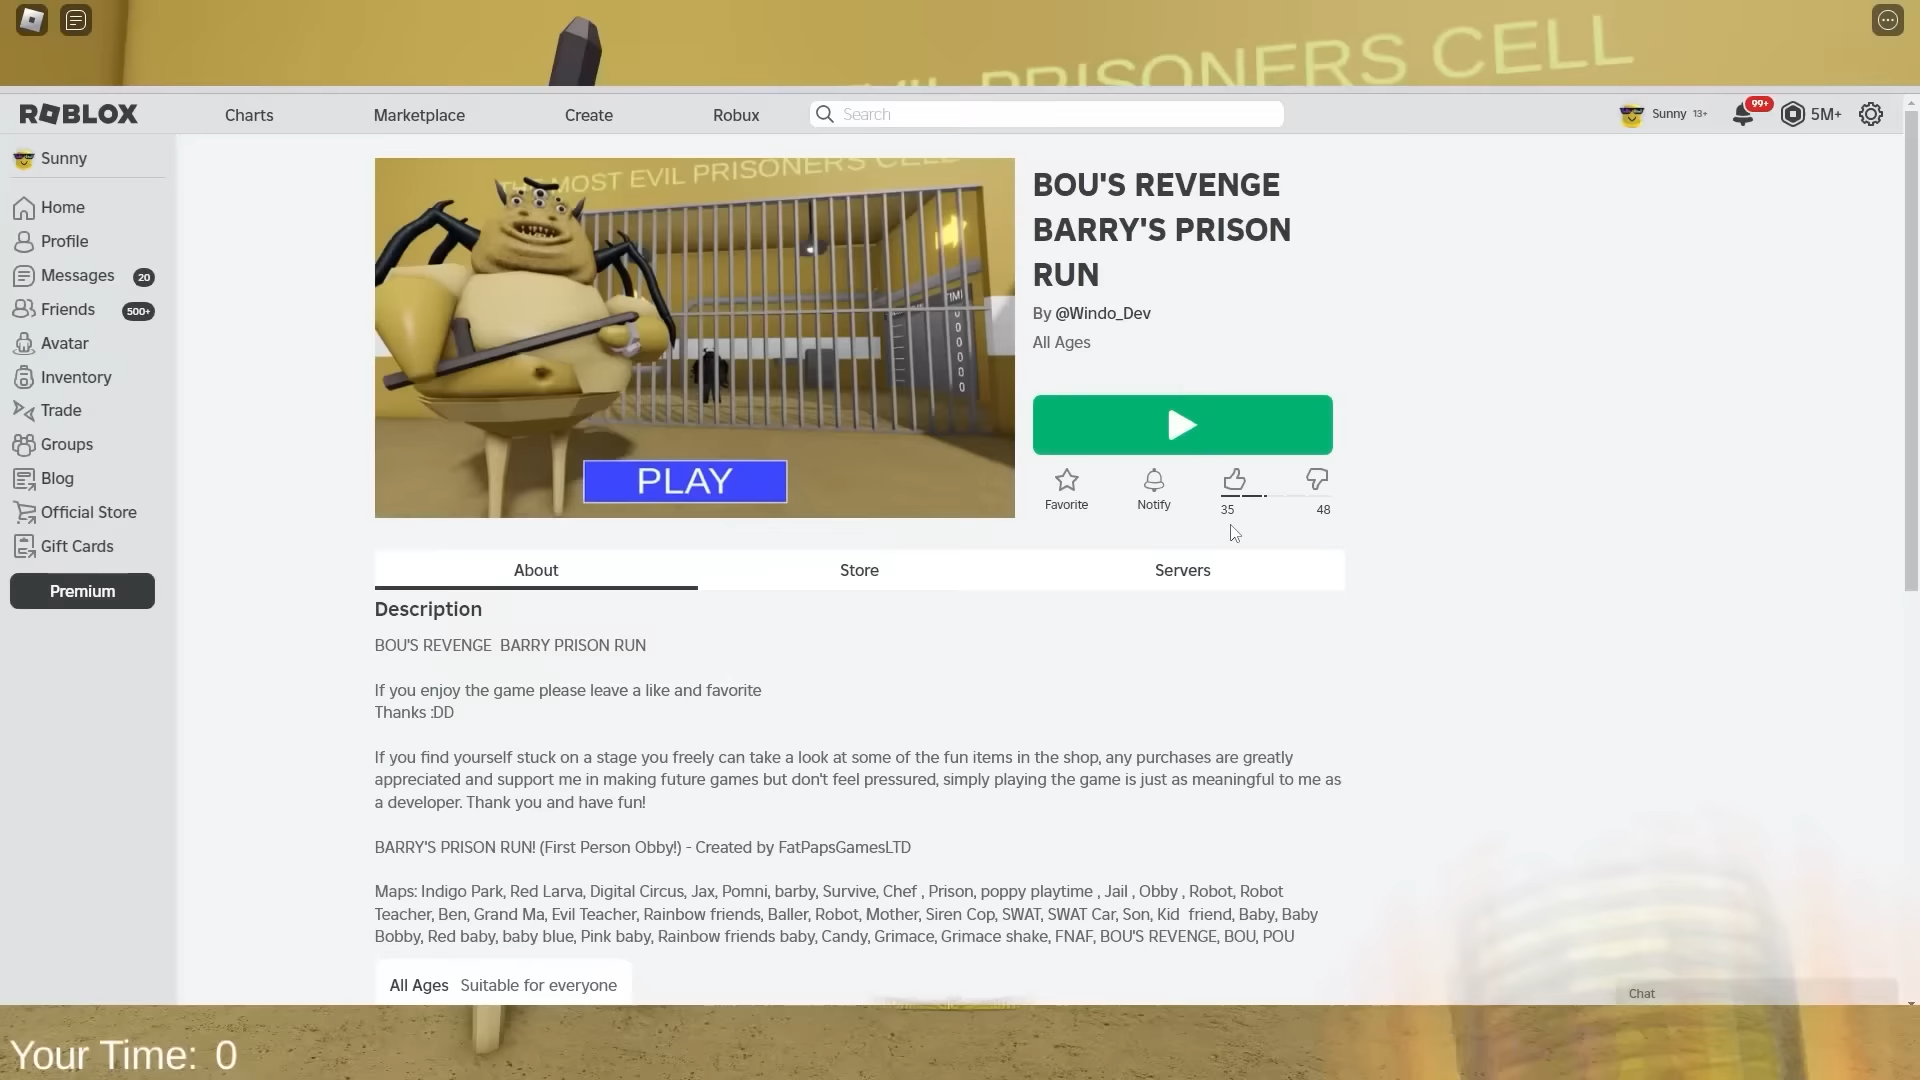 EVIL PRISONERS CELL
ROBLOX
Charts
Marketplace
Create
Robux
Search
Sunny 13+
99+
5M+
Sunny
Home
Profile
Messages 20
Friends 500+
Avatar
Inventory
Trade
Groups
Blog
Official Store
Gift Cards
Premium
THE MOST EVIL PRISONERS CELL
TIME
PLAY
BOU'S REVENGE
BARRY'S PRISON
RUN
By @Windo_Dev
All Ages
Favorite
Notify
35
48
About
Store
Servers
Description
BOU'S REVENGE BARRY PRISON RUN
If you enjoy the game please leave a like and favorite
Thanks :DD
If you find yourself stuck on a stage you freely can take a look at some of the fun items in the shop, any purchases are greatly
appreciated and support me in making future games but don't feel pressured, simply playing the game is just as meaningful to me as
a developer. Thank you and have fun!
BARRY'S PRISON RUN! (First Person Obby!) - Created by FatPapsGamesLTD
Maps: Indigo Park, Red Larva, Digital Circus, Jax, Pomni, barby, Survive, Chef , Prison, poppy playtime , Jail , Obby , Robot, Robot
Teacher, Ben, Grand Ma, Evil Teacher, Rainbow friends, Baller, Robot, Mother, Siren Cop, SWAT, SWAT Car, Son, Kid friend, Baby, Baby
Bobby, Red baby, baby blue, Pink baby, Rainbow friends baby, Candy, Grimace, Grimace shake, FNAF, BOU'S REVENGE, BOU, POU
All Ages Suitable for everyone
Chat
Your Time: 0